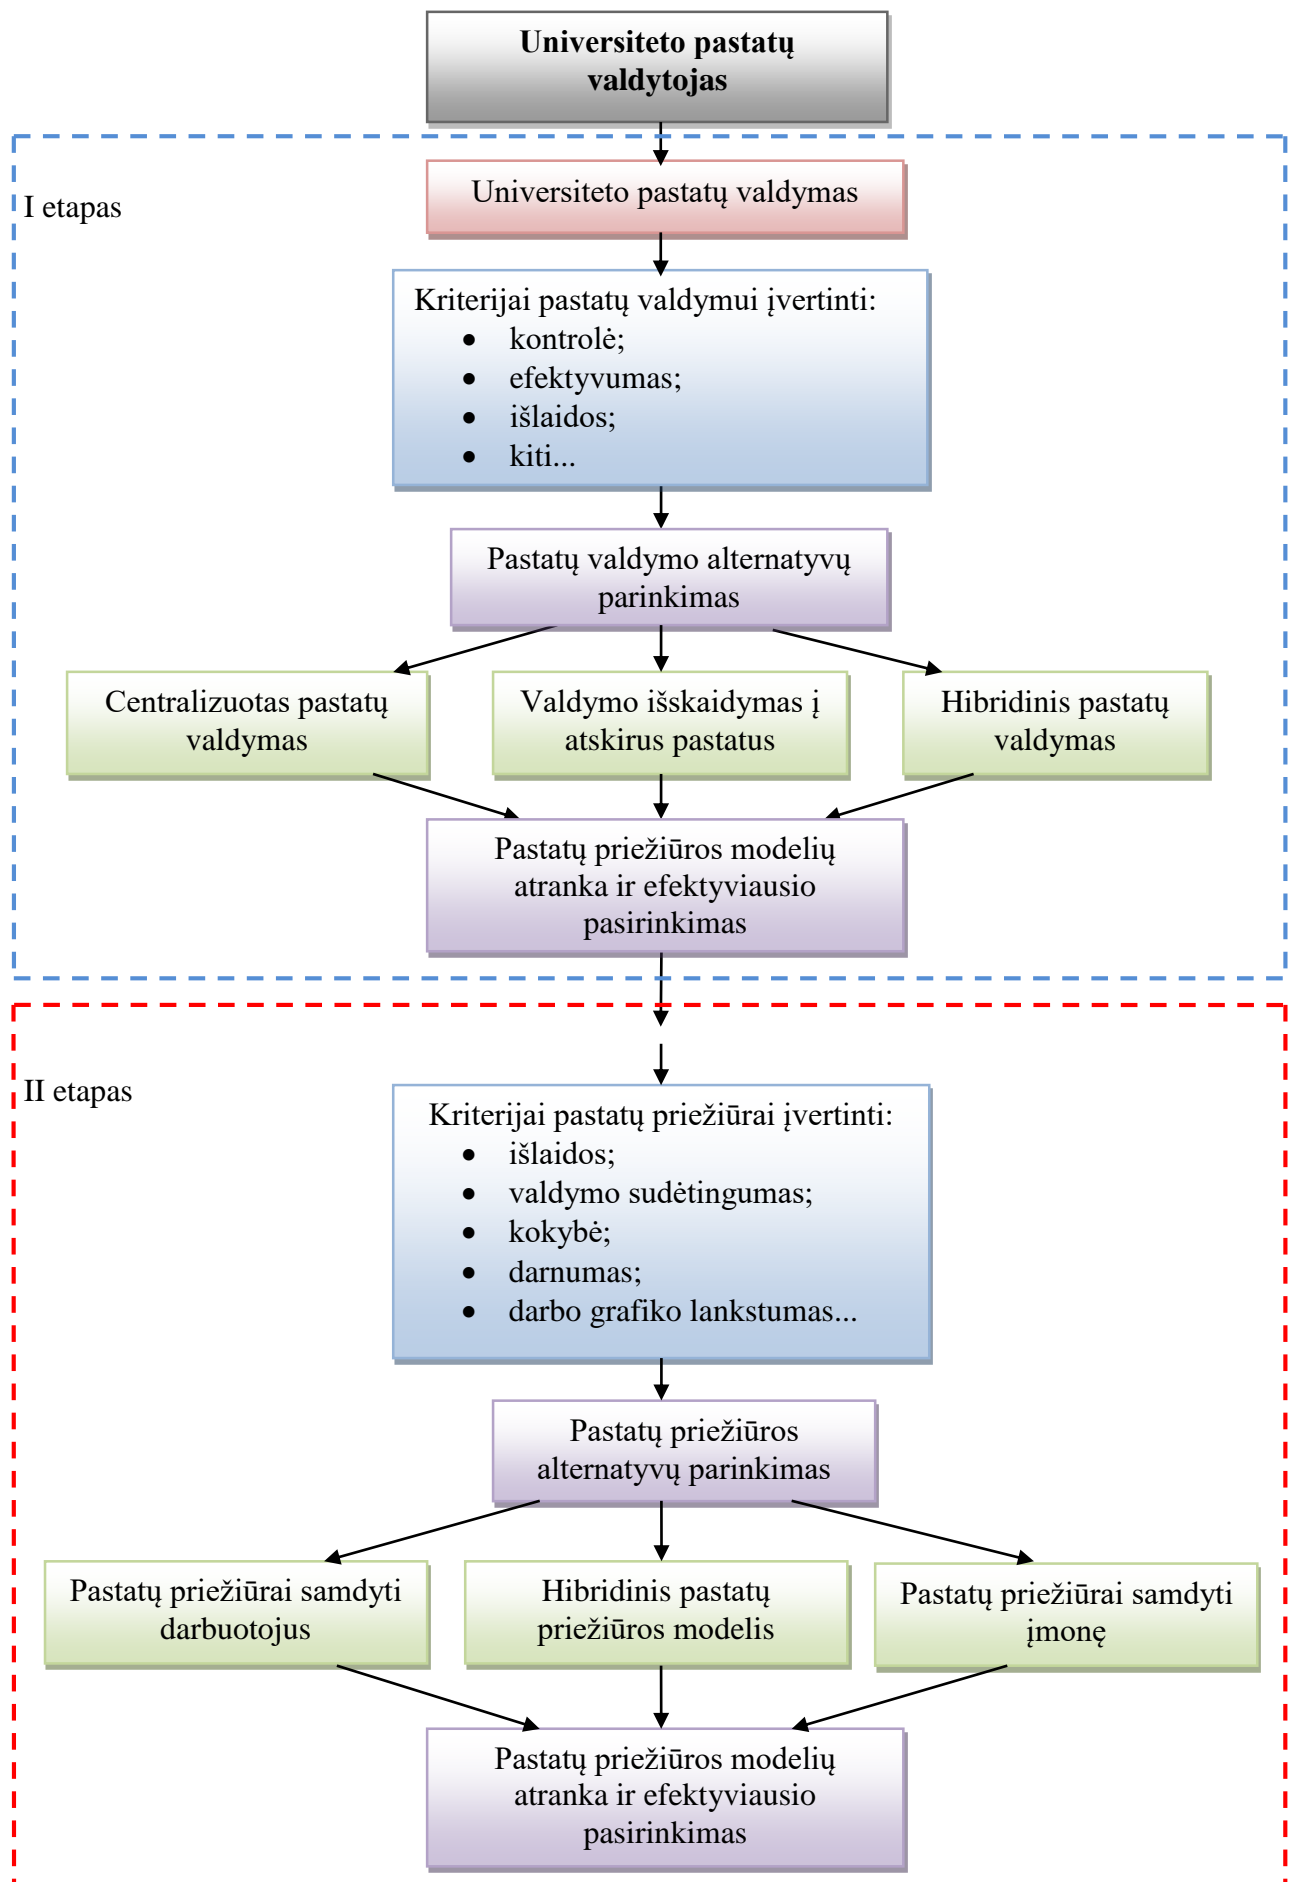 Universiteto pastatų
valdytojas
I etapas
Universiteto pastatų valdymas
Kriterijai pastatų valdymui įvertinti:
• kontrolė;
• efektyvumas;
• išlaidos;
• kiti...
Pastatų valdymo alternatyvų
parinkimas
Centralizuotas pastatų
valdymas
Valdymo išskaidymas į
atskirus pastatus
Hibridinis pastatų
valdymas
Pastatų priežiūros modelių
atranka ir efektyviausio
pasirinkimas
II etapas
Kriterijai pastatų priežiūrai įvertinti:
• išlaidos;
• valdymo sudėtingumas;
• kokybė;
• darnumas;
• darbo grafiko lankstumas...
Pastatų priežiūros
alternatyvų parinkimas
Pastatų priežiūrai samdyti
darbuotojus
Hibridinis pastatų
priežiūros modelis
Pastatų priežiūrai samdyti
įmonę
Pastatų priežiūros modelių
atranka ir efektyviausio
pasirinkimas